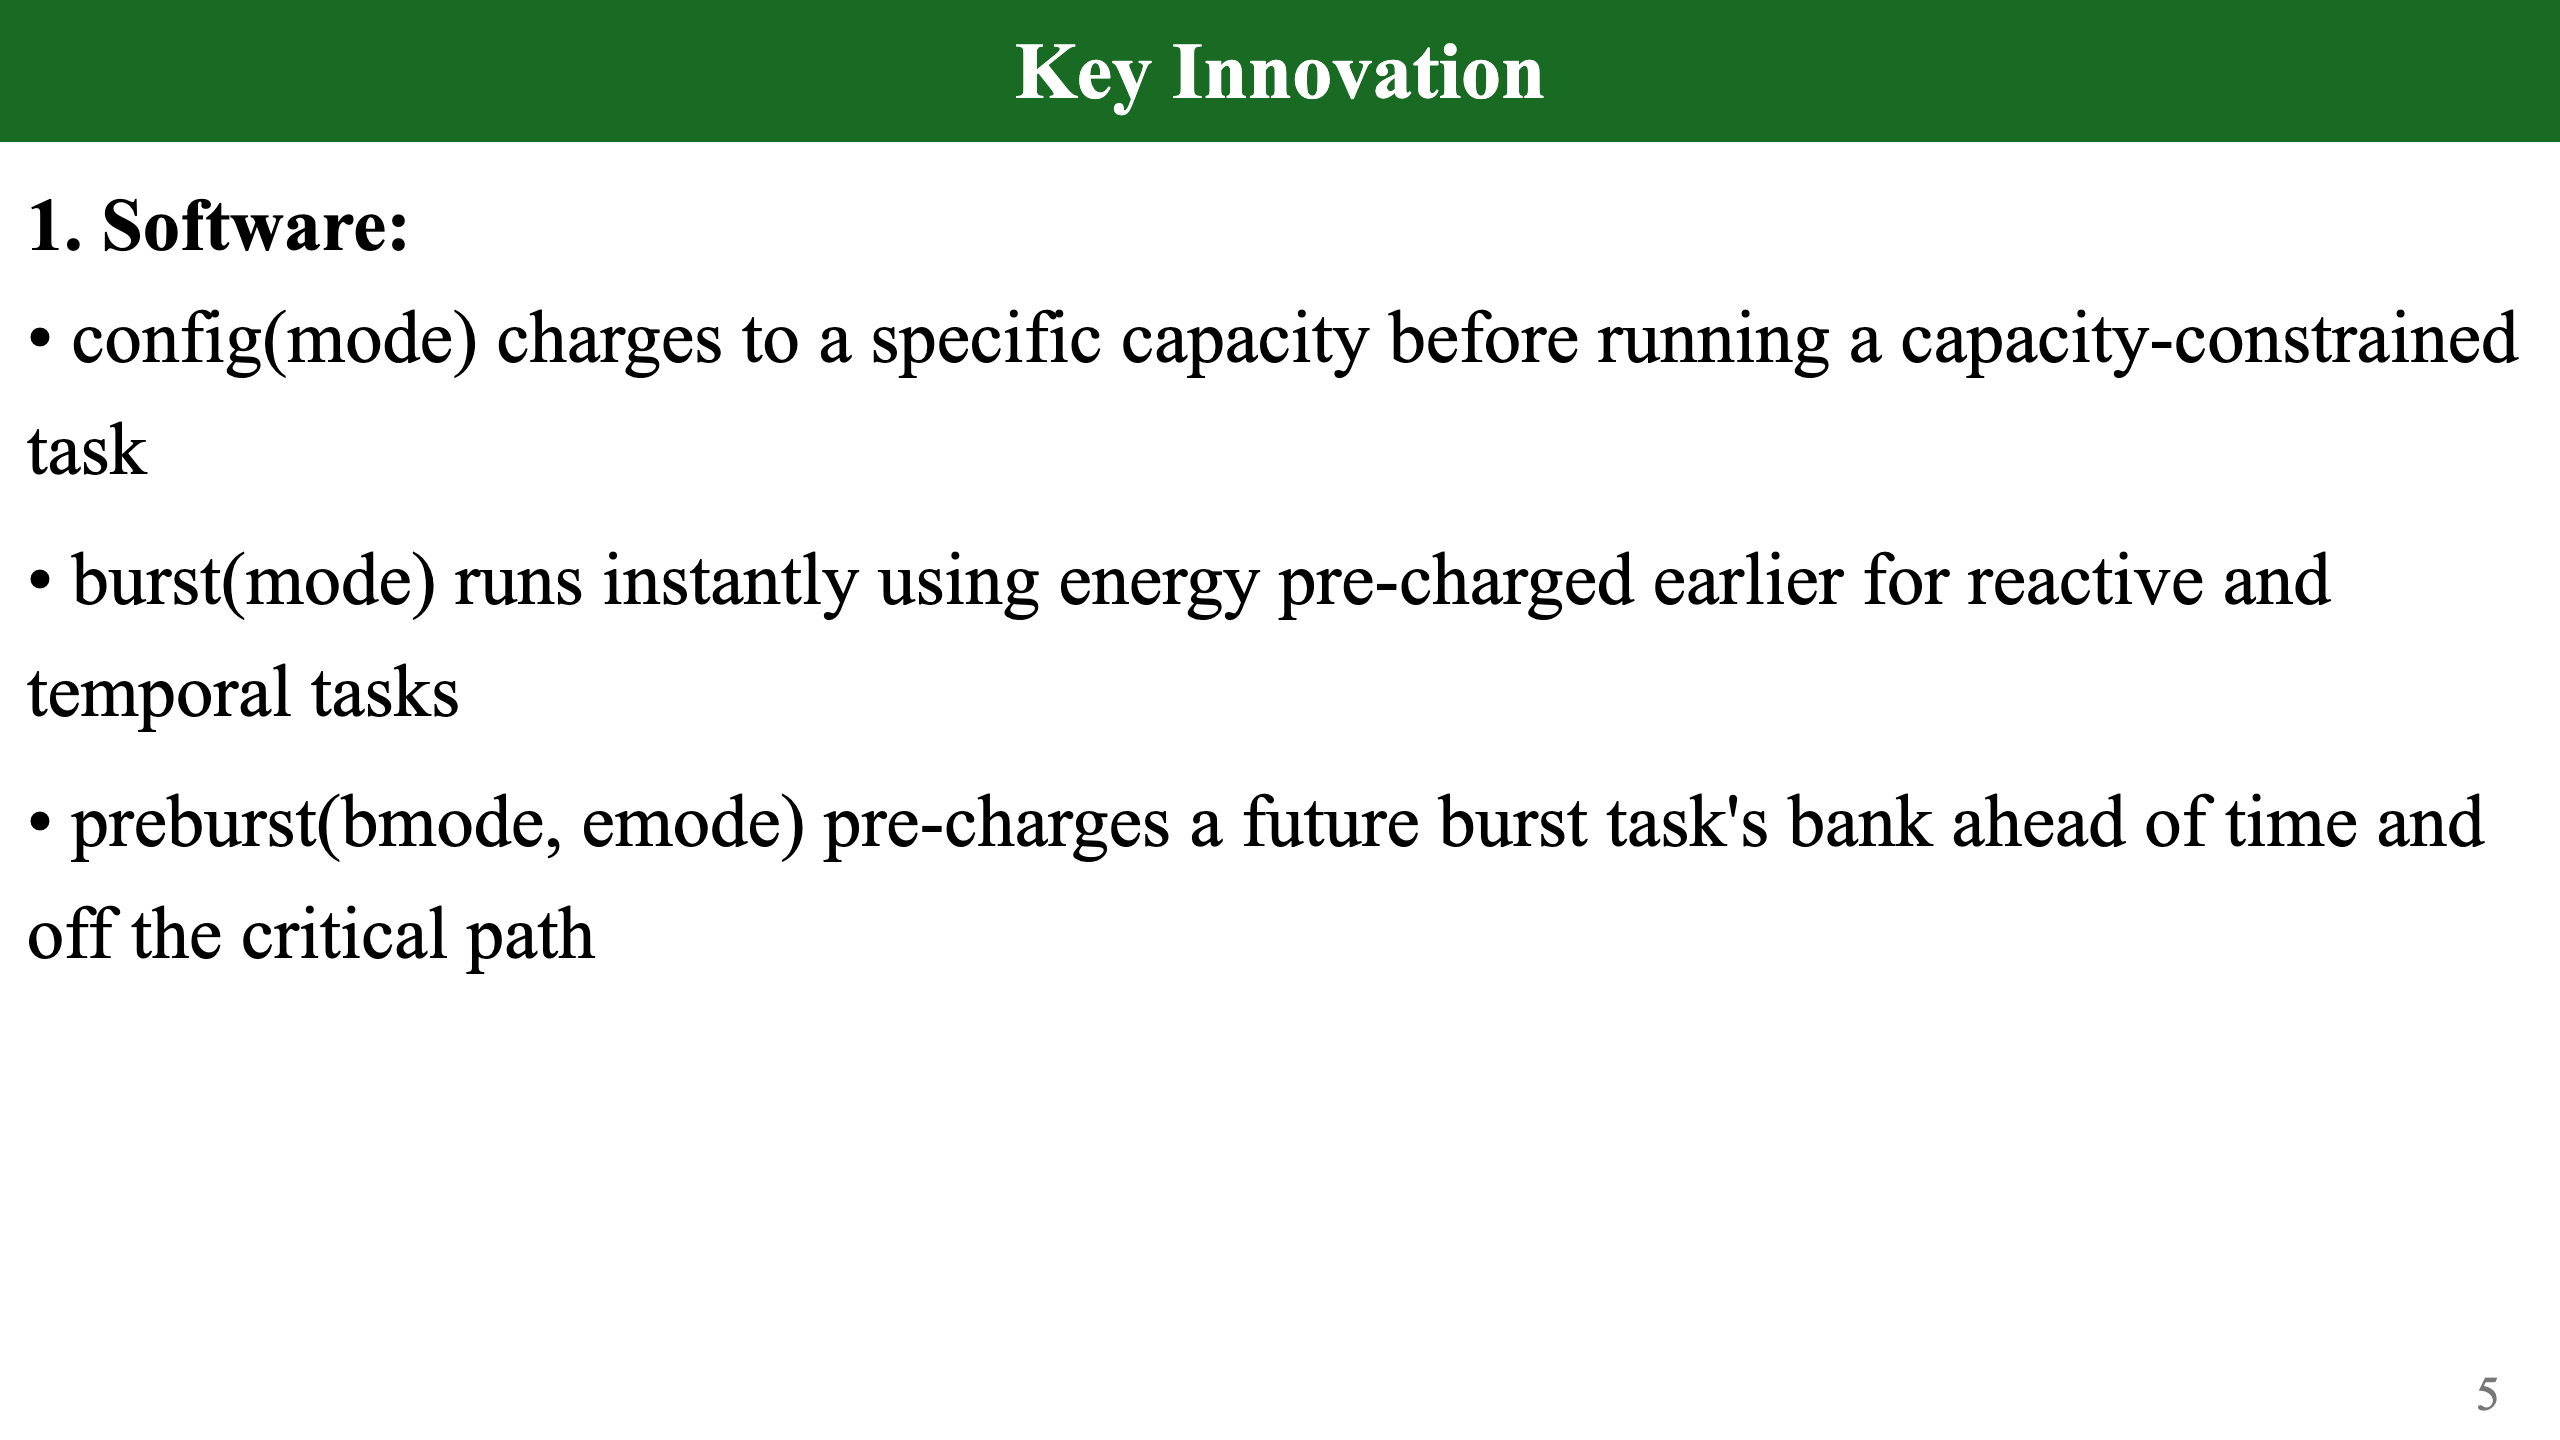 Key Innovation
1. Software:
• config(mode) charges to a specific capacity before running a capacity-constrained
task
• burst(mode) runs instantly using energy pre-charged earlier for reactive and
temporal tasks
• preburst(bmode, emode) pre-charges a future burst task's bank ahead of time and
off the critical path
5